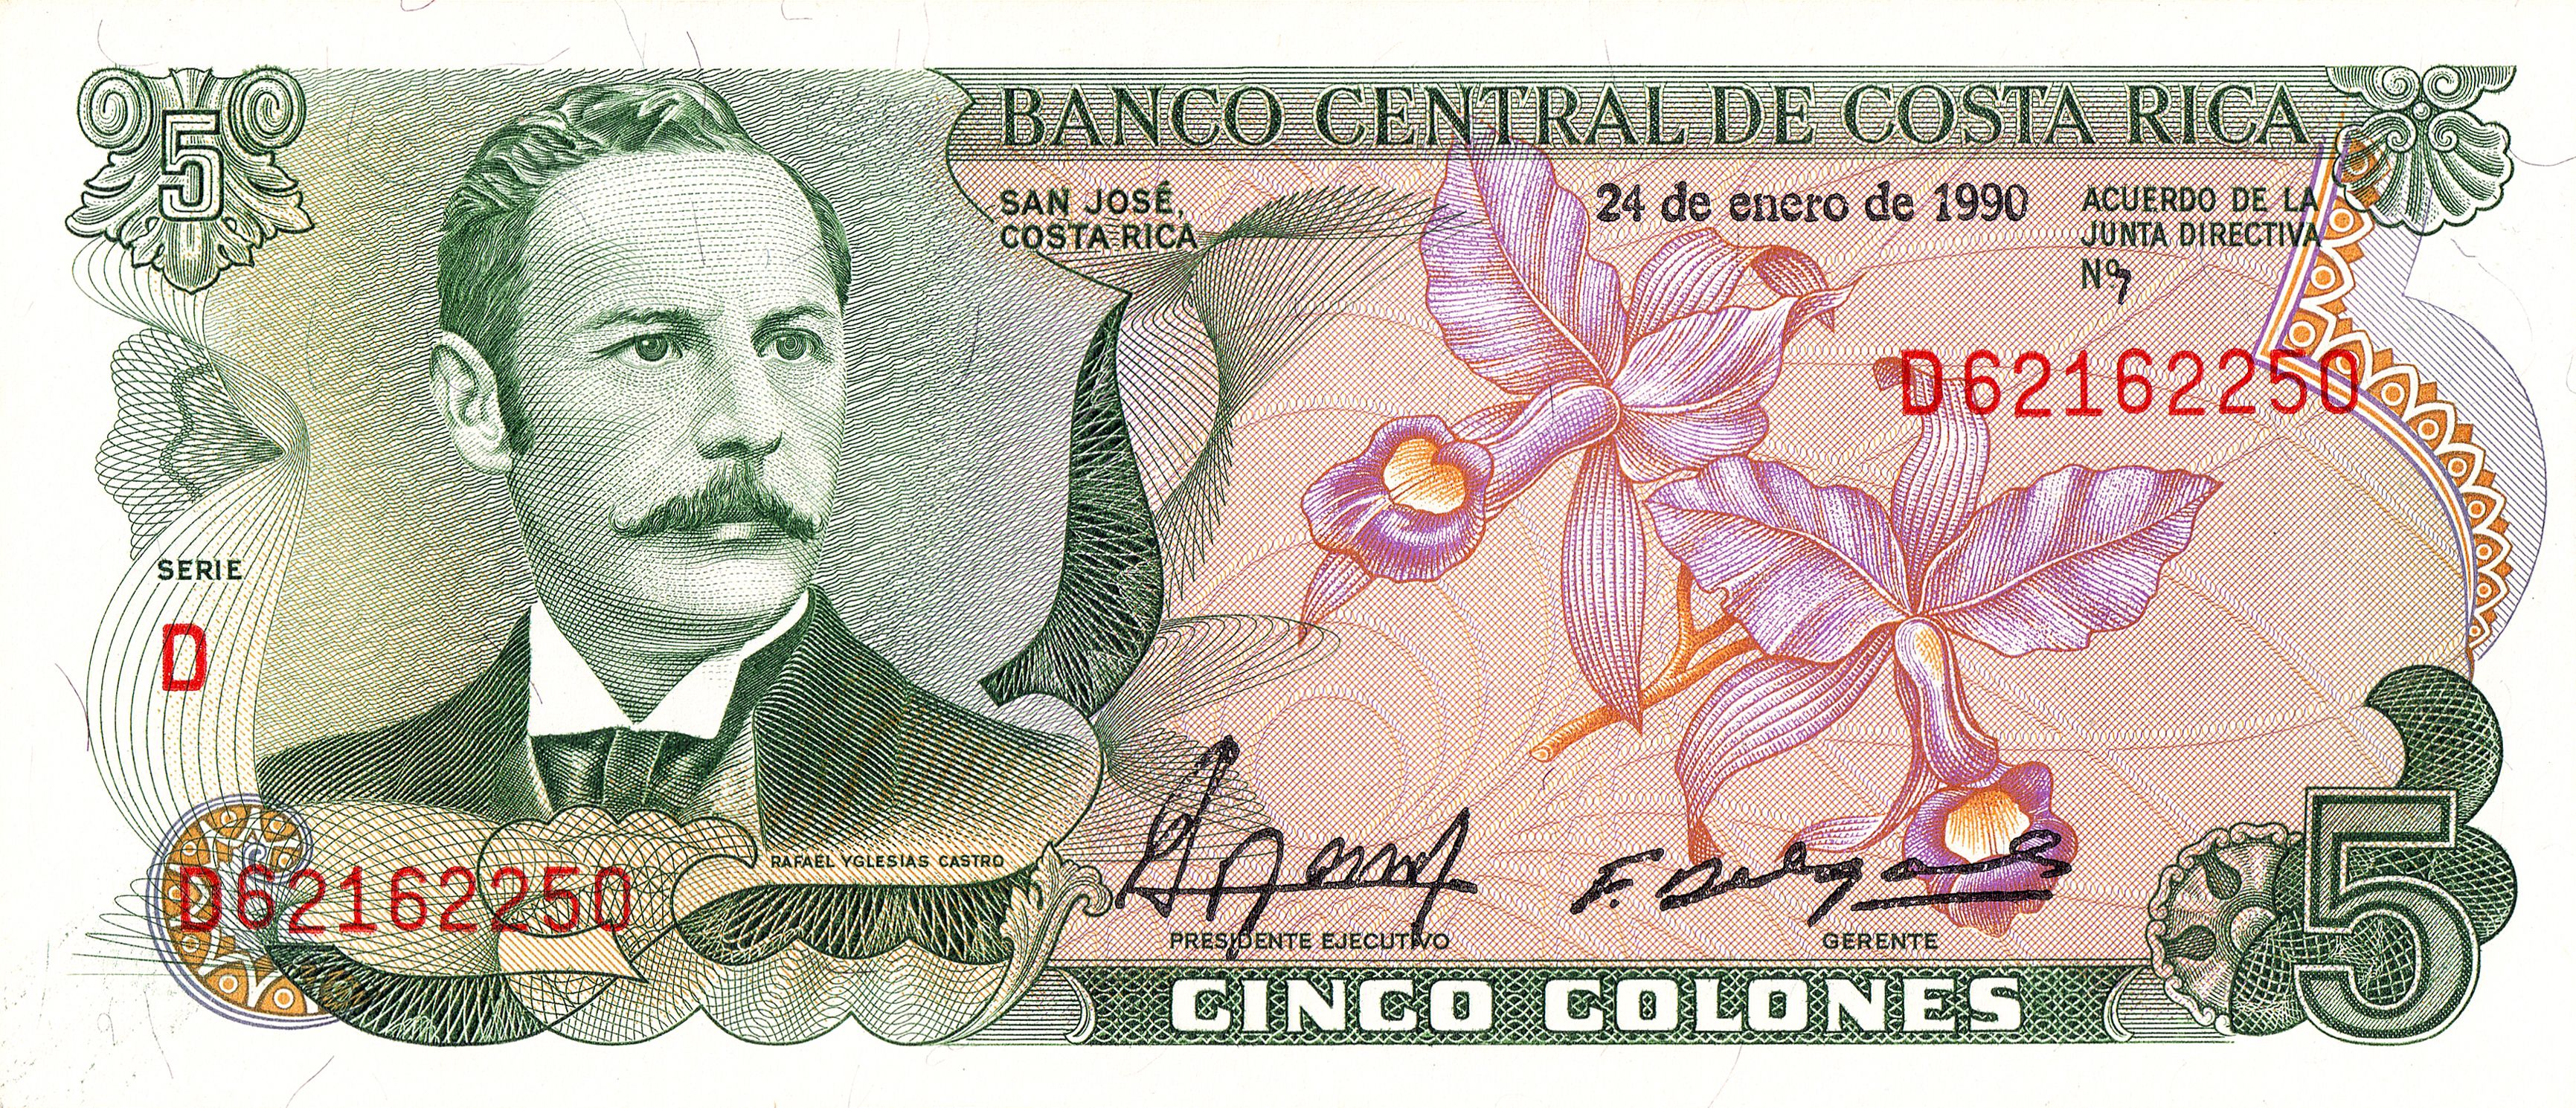 5
BANCO CENTRAL DE COSTA RICA
SAN JOSÉ,
COSTA RICA
24 de enero de 1990
ACUERDO DE LA
JUNTA DIRECTIVA
Nº 7
D62162250
SERIE
D
RAFAEL YGLESIAS CASTRO
D62162250
PRESIDENTE EJECUTIVO
GERENTE
CINCO COLONES
5